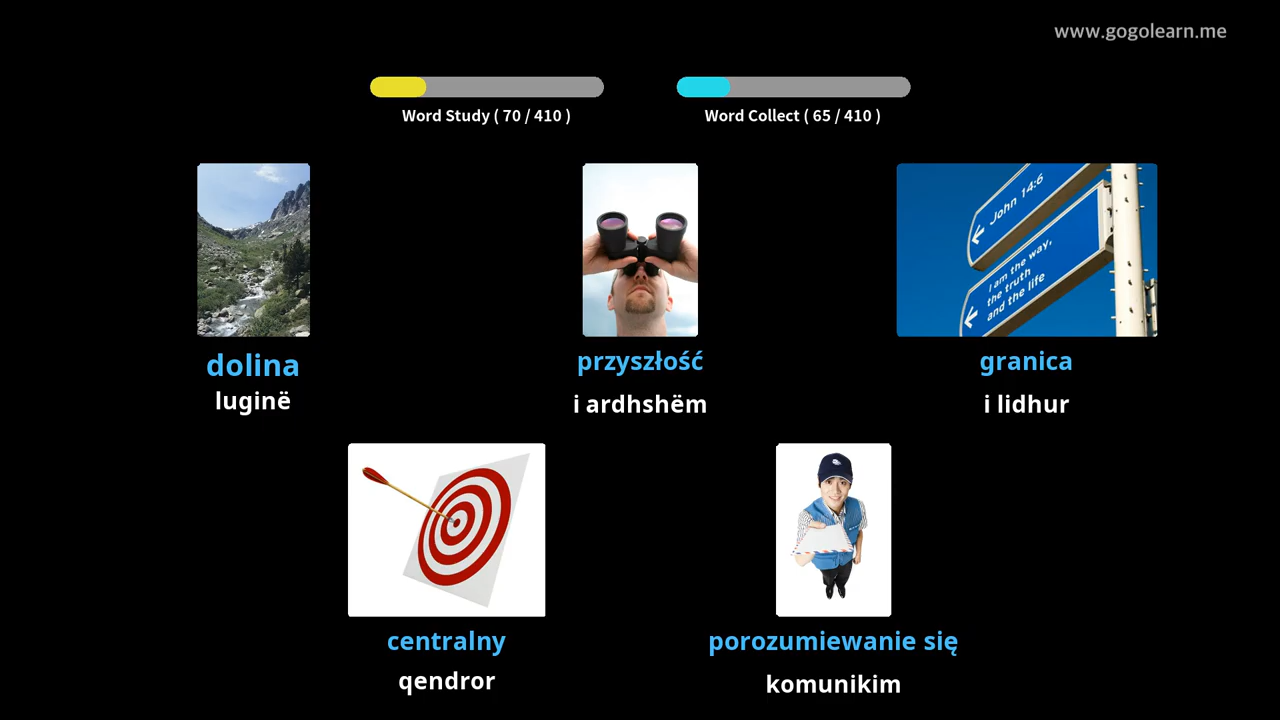 www.gogolearn.me
Word Study ( 70 / 410 )
Word Collect ( 65 / 410 )
John 14:6
I am the way,
the truth
and the life
dolina
luginë
przyszłość
i ardhshëm
granica
i lidhur
centralny
qendror
porozumiewanie się
komunikim